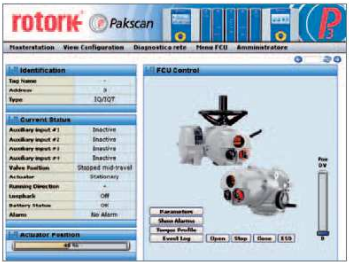 rotork Pakscan
P3
Masterstation View Configuration Diagnostica rete Menu FCU Amministratore
Identification
Tag Name -
Address
Type IQ/IQT
Current Status
Auxiliary input #1 Inactive
Auxiliary input #2 Inactive
Auxiliary input #3 Inactive
Auxiliary input #4 Inactive
Valve Position Stopped mid-travel
Actuator Stationary
Running Direction -
Loopback Off
Battery Status OK
Alarm No Alarm
Actuator Position
FCU Control
Parameters
Show Alarms
Torque Profile
Event Log Open Stop Close ESD